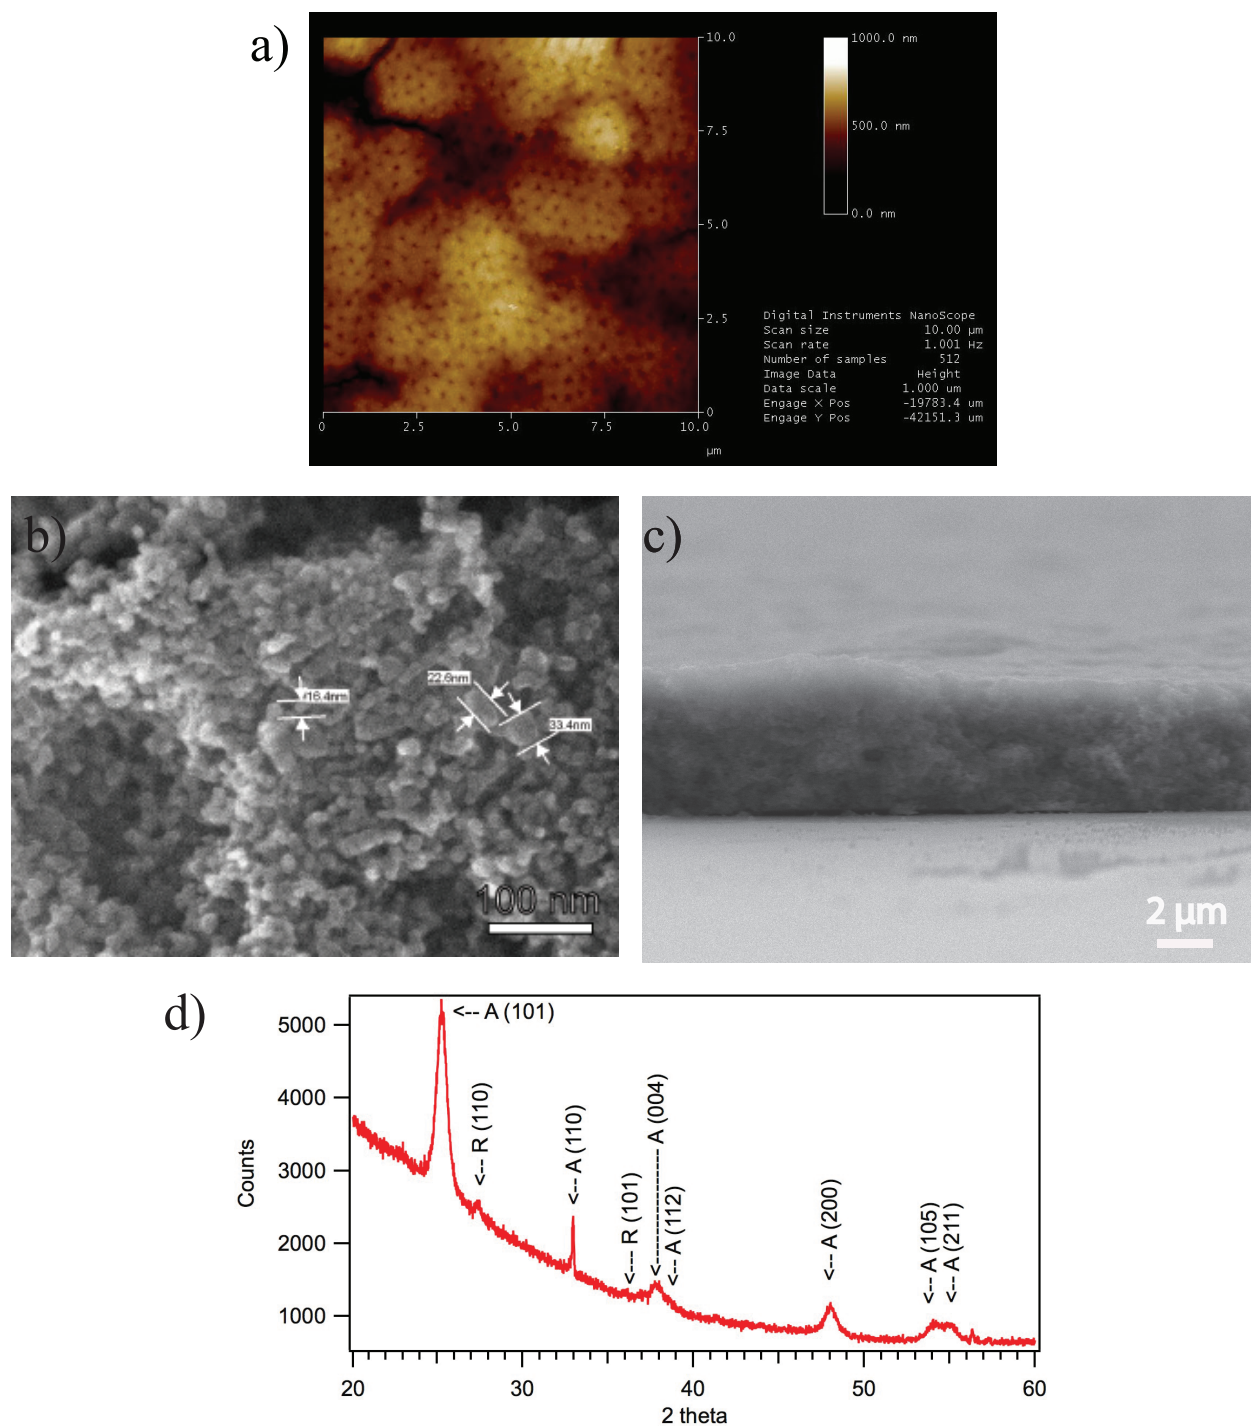 a)
1000.0 nm
500.0 nm
0.0 nm
10.0
7.5
5.0
2.5
0
0 2.5 5.0 7.5 10.0
µm
Digital Instruments NanoScope
Scan size 10.00 µm
Scan rate 1.001 Hz
Number of samples 512
Image Data Height
Data scale 1.000 um
Engage X Pos -19783.4 um
Engage Y Pos -42151.3 um
b)
16.4nm
22.6nm
33.4nm
100 nm
c)
2 µm
d)
Counts
5000
4000
3000
2000
1000
<-- A (101)
<-- R (110)
<-- A (110)
<-- R (101)
<---------- A (004)
<-- A (112)
<-- A (200)
<-- A (105)
<-- A (211)
20 30 40 50 60
2 theta